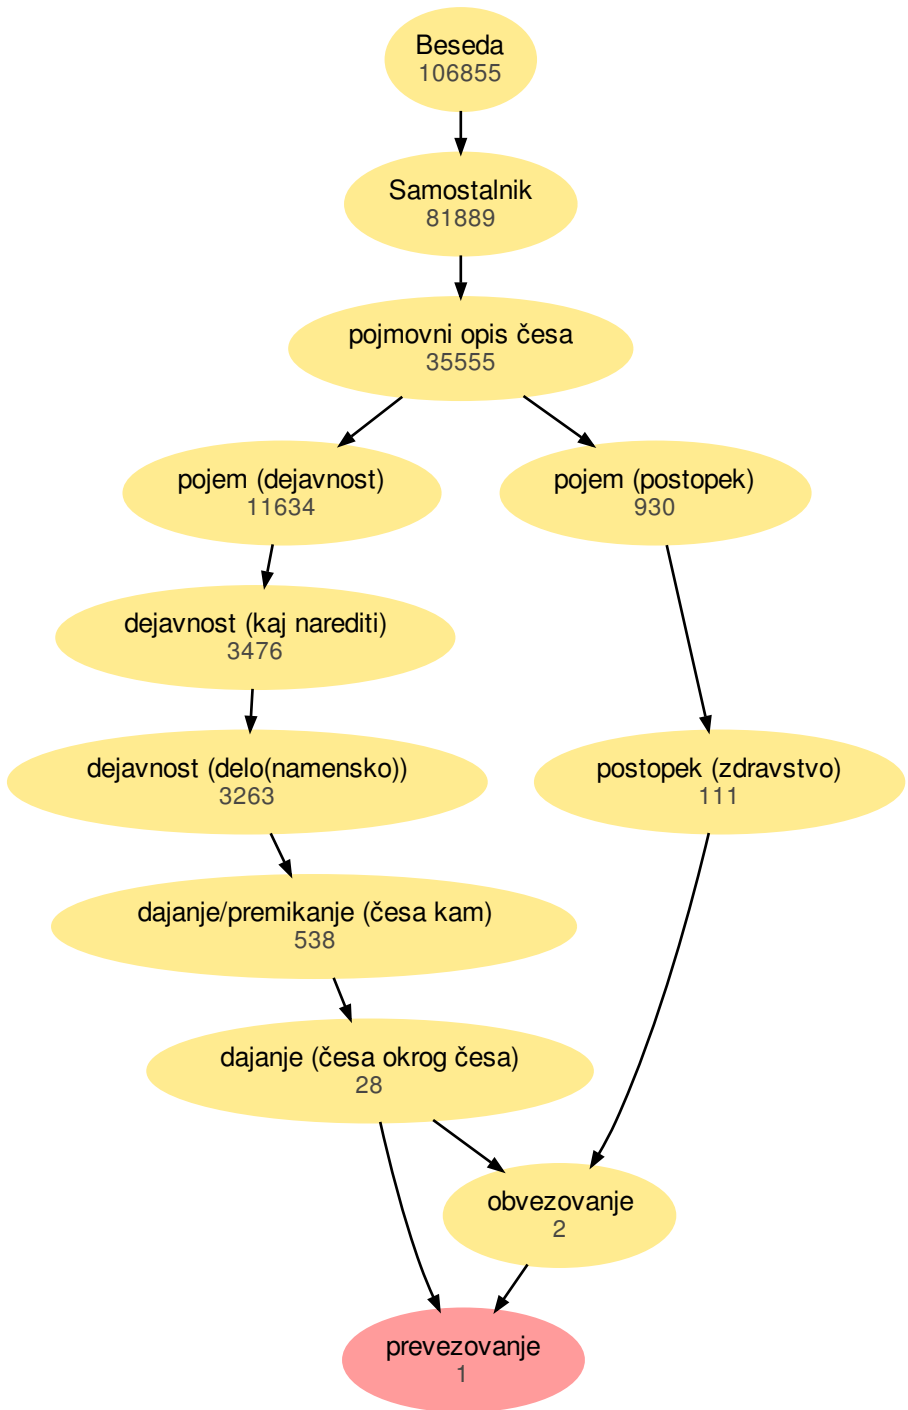 Beseda
106855
Samostalnik
81889
pojmovni opis česa
35555
pojem (dejavnost)
11634
pojem (postopek)
930
dejavnost (kaj narediti)
3476
dejavnost (delo(namensko))
3263
postopek (zdravstvo)
111
dajanje/premikanje (česa kam)
538
dajanje (česa okrog česa)
28
obvezovanje
2
prevezovanje
1